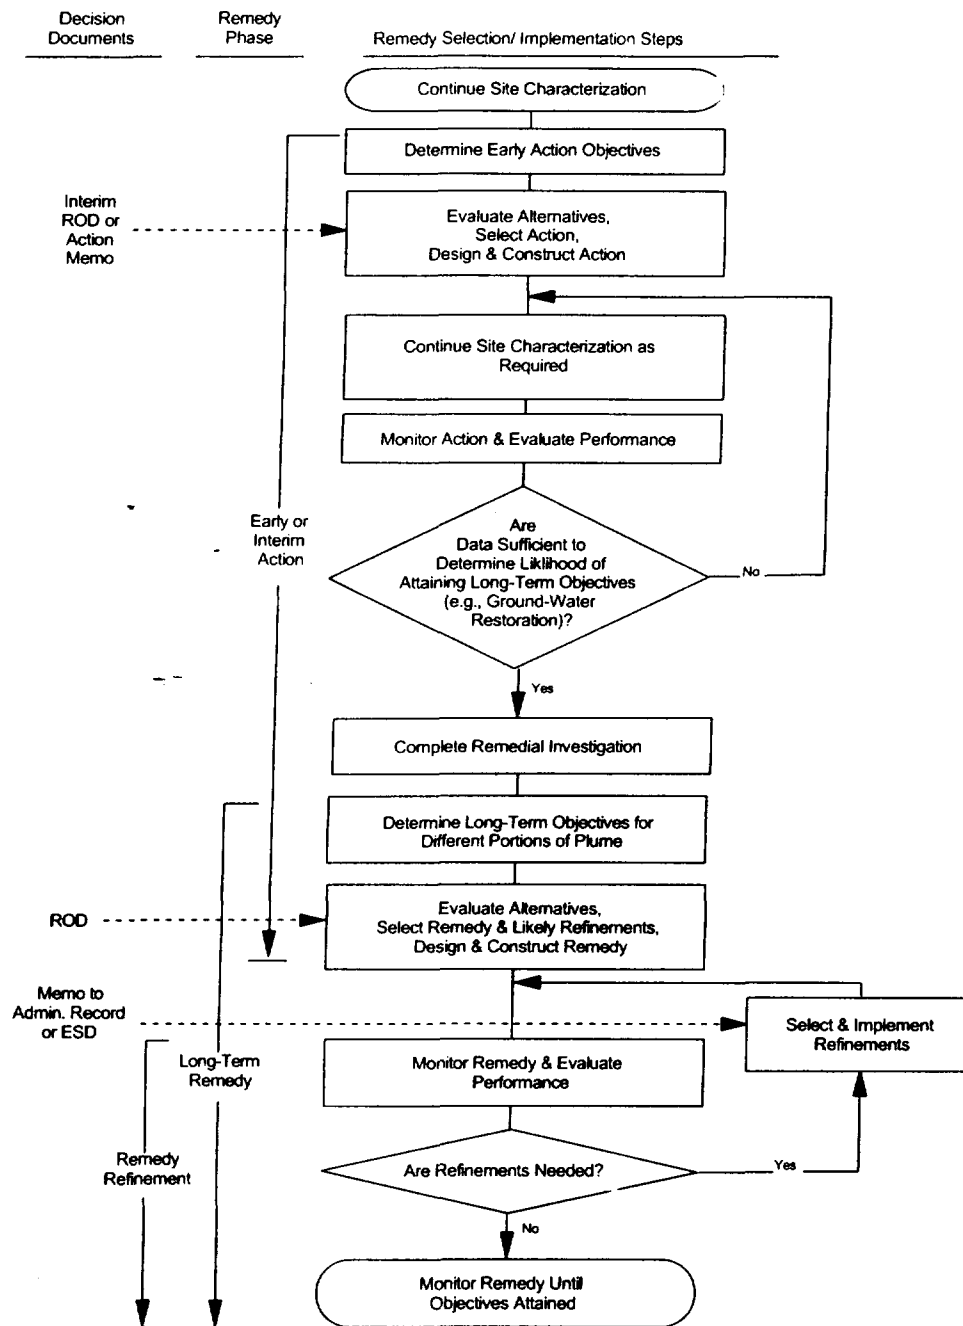 Decision
Documents
Remedy
Phase
Remedy Selection/ Implementation Steps
Continue Site Characterization
Determine Early Action Objectives
Interim
ROD or
Action
Memo
Evaluate Alternatives,
Select Action,
Design & Construct Action
Continue Site Characterization as
Required
Monitor Action & Evaluate Performance
Early or
Interim
Action
Are
Data Sufficient to
Determine Liklihood of
Attaining Long-Term Objectives
(e.g., Ground-Water
Restoration)?
No
Yes
Complete Remedial Investigation
Determine Long-Term Objectives for
Different Portions of Plume
ROD
Evaluate Alternatives,
Select Remedy & Likely Refinements,
Design & Construct Remedy
Memo to
Admin. Record
or ESD
Select & Implement
Refinements
Long-Term
Remedy
Monitor Remedy & Evaluate
Performance
Remedy
Refinement
Are Refinements Needed?
Yes
No
Monitor Remedy Until
Objectives Attained